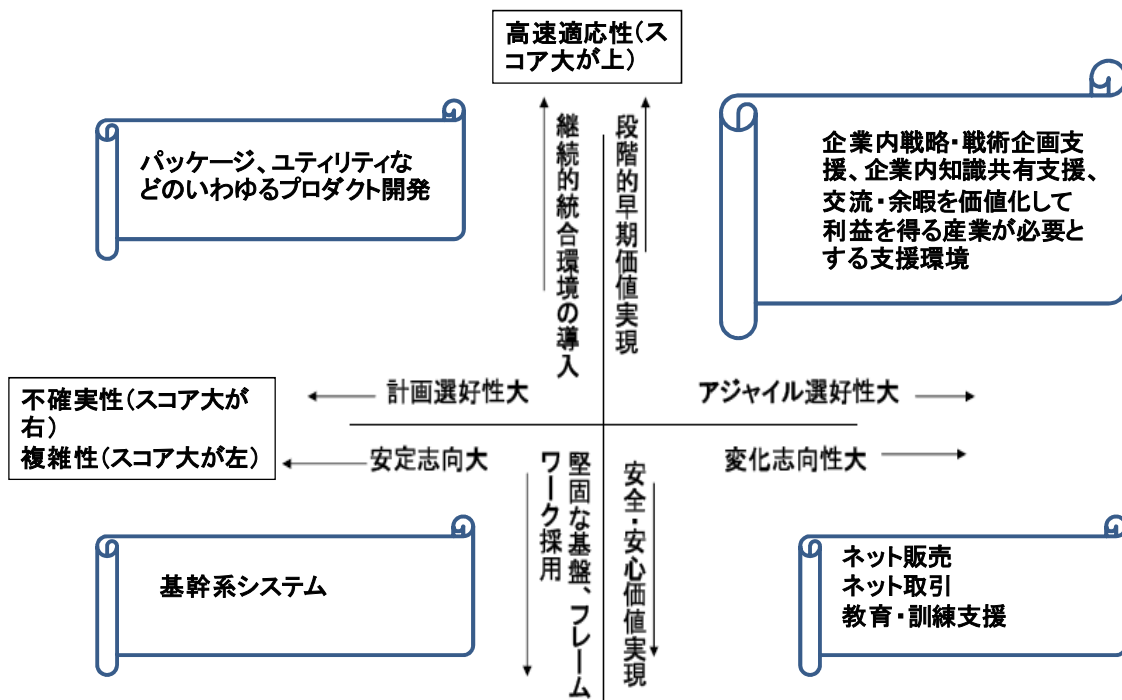 高速適応性(ス
コア大が上)
パッケージ、ユティリティな
どのいわゆるプロダクト開発
継続的統合環境の導入
段階的早期価値実現
企業内戦略・戦術企画支
援、企業内知識共有支援、
交流・余暇を価値化して
利益を得る産業が必要と
する支援環境
不確実性(スコア大が
右)
複雑性(スコア大が左)
計画選好性大
アジャイル選好性大
安定志向大
変化志向性大
堅固な基盤、フレーム
ワーク採用
安全・安心価値実現
基幹系システム
ネット販売
ネット取引
教育・訓練支援